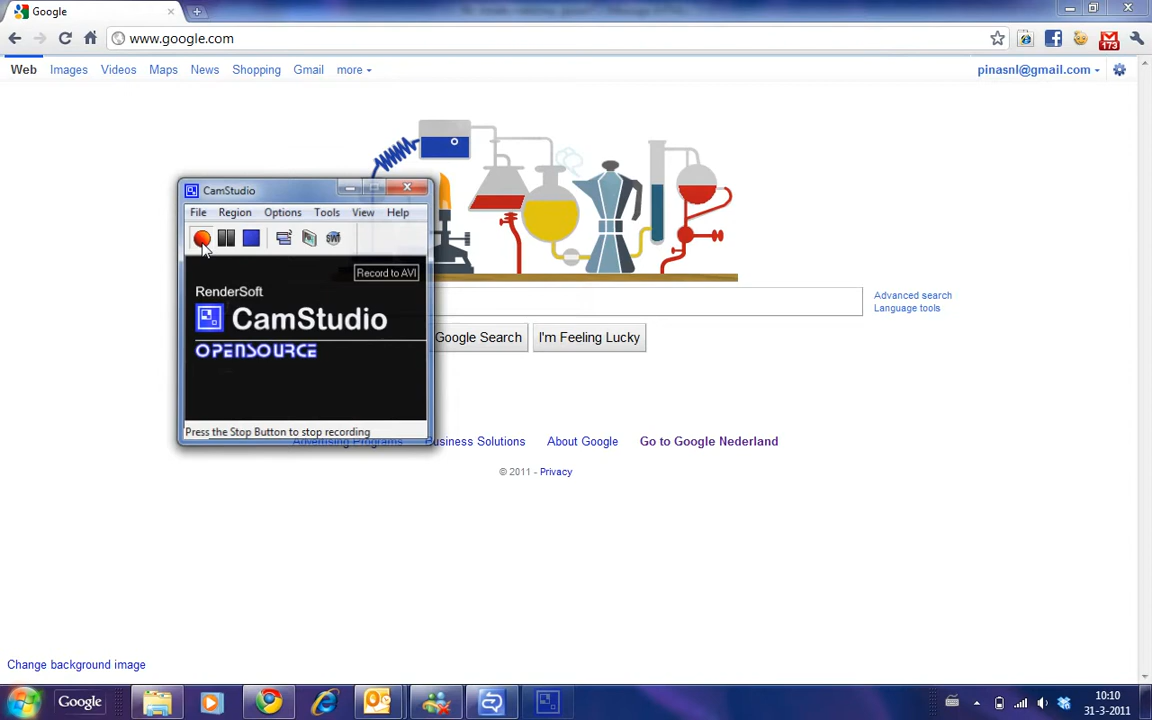 Google
www.google.com
173
Web Images Videos Maps News Shopping Gmail more
pinasnl@gmail.com
CamStudio
File Region Options Tools View Help
SWF
Record to AVI
RenderSoft
CamStudio
OPENSOURCE
Press the Stop Button to stop recording
Advanced search
Language tools
Google Search I'm Feeling Lucky
Advertising Programs Business Solutions About Google Go to Google Nederland
© 2011 - Privacy
Change background image
Google
10:10
31-3-2011